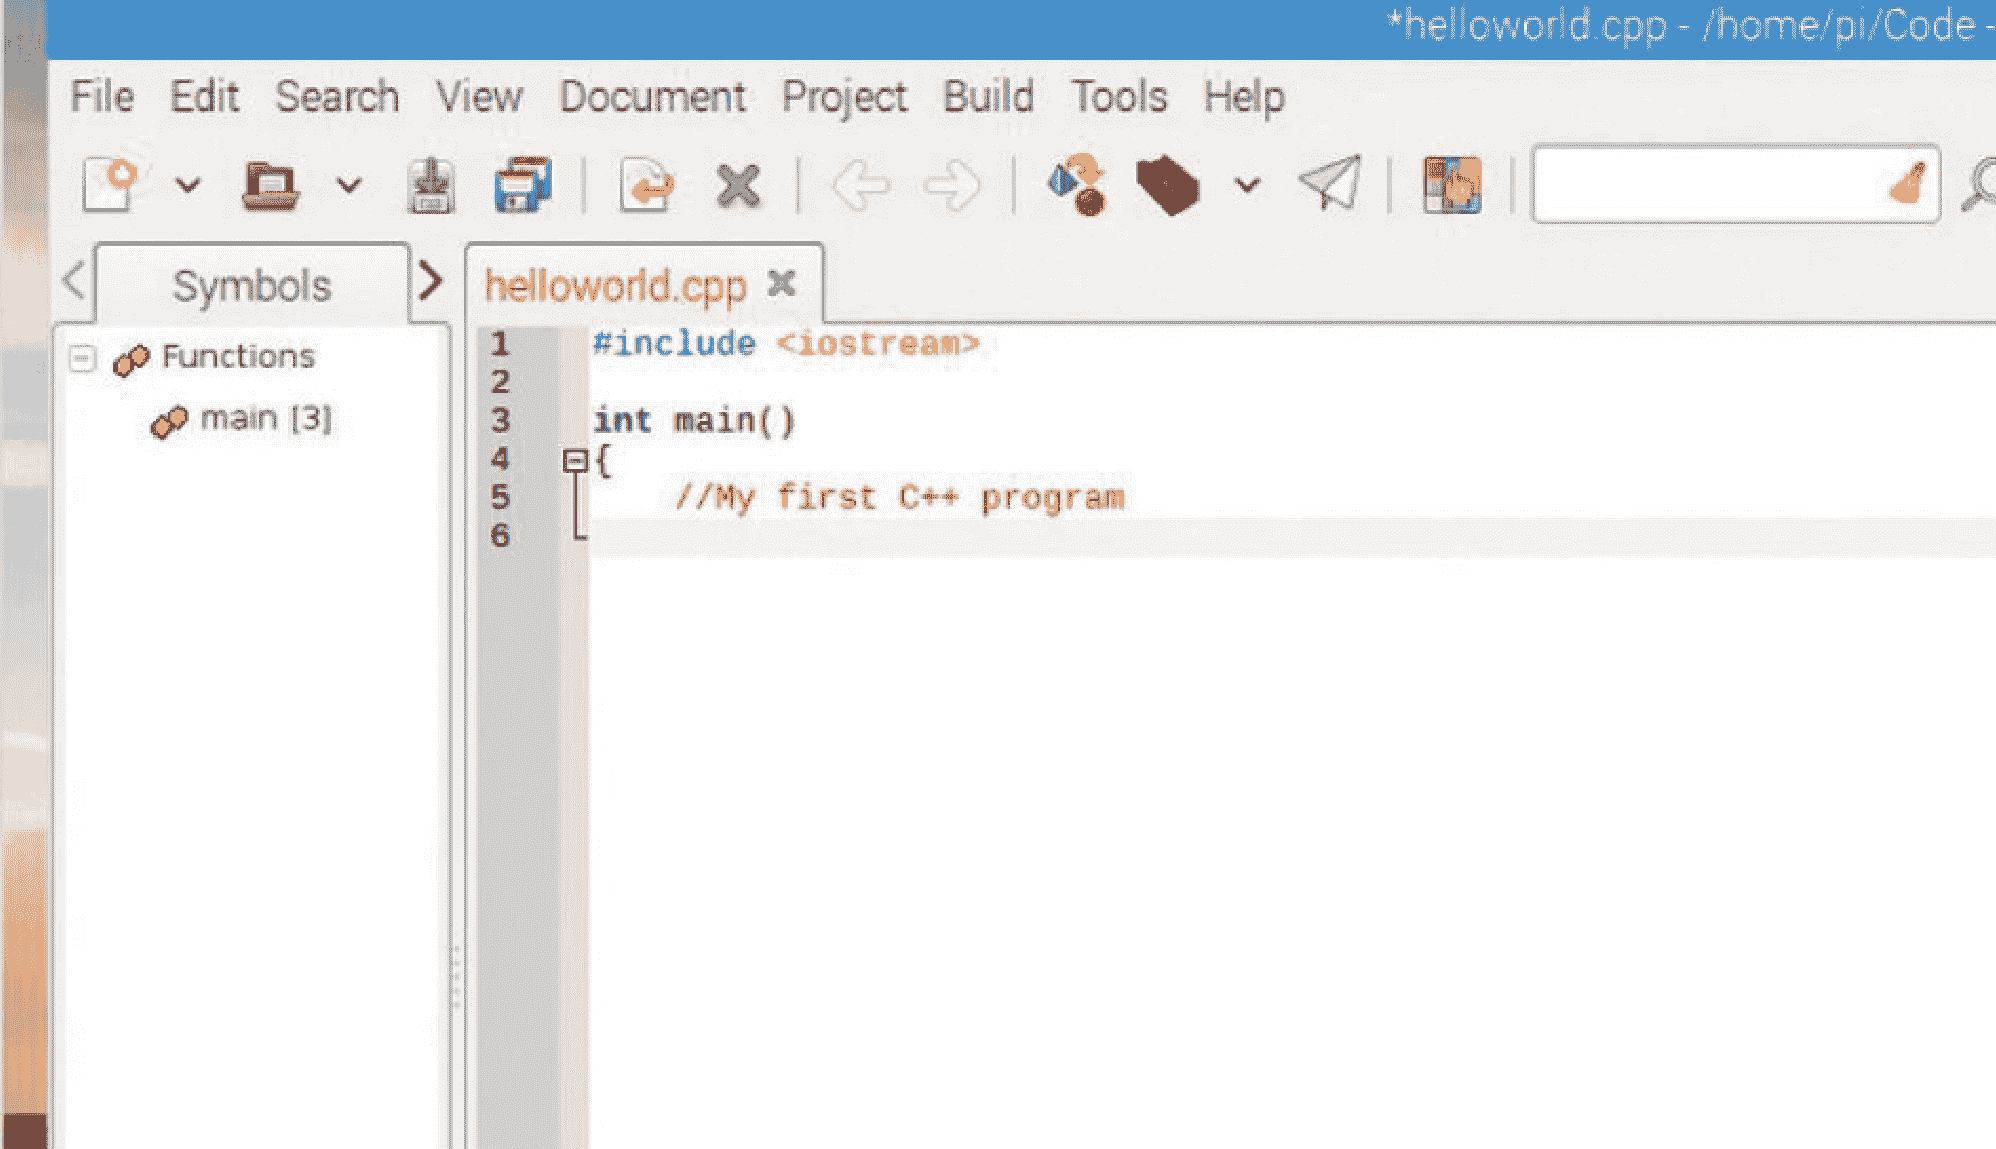 *helloworld.cpp - /home/pi/Code -
File Edit Search View Document Project Build Tools Help
Symbols
helloworld.cpp
Functions
main [3]
1 #include <iostream>
2
3 int main()
4 {
5 //My first C++ program
6